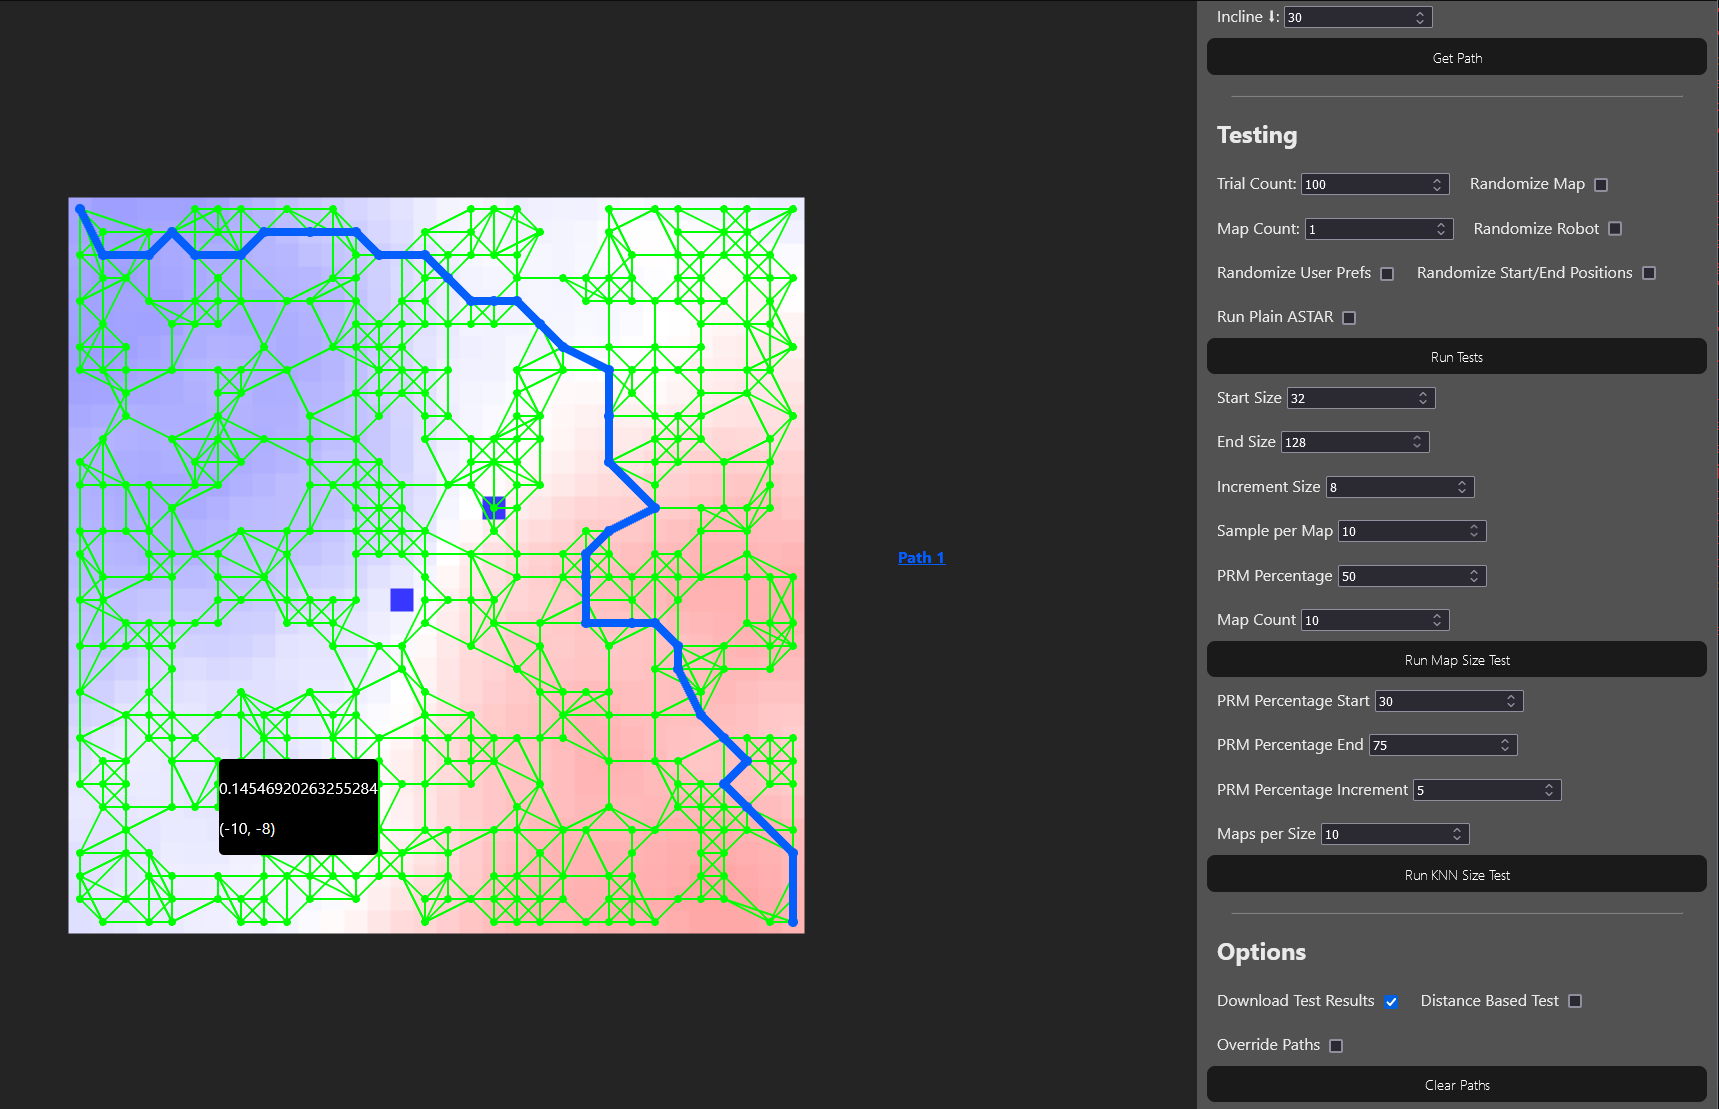 Incline ⬇: 30
Get Path
Testing
Trial Count: 100 Randomize Map
Map Count: 1 Randomize Robot
Randomize User Prefs Randomize Start/End Positions
Run Plain ASTAR
Run Tests
Start Size 32
End Size 128
Increment Size 8
Sample per Map 10
Path 1
PRM Percentage 50
Map Count 10
Run Map Size Test
PRM Percentage Start 30
PRM Percentage End 75
0.14546920263255284
(-10, -8)
PRM Percentage Increment 5
Maps per Size 10
Run KNN Size Test
Options
Download Test Results Distance Based Test
Override Paths
Clear Paths